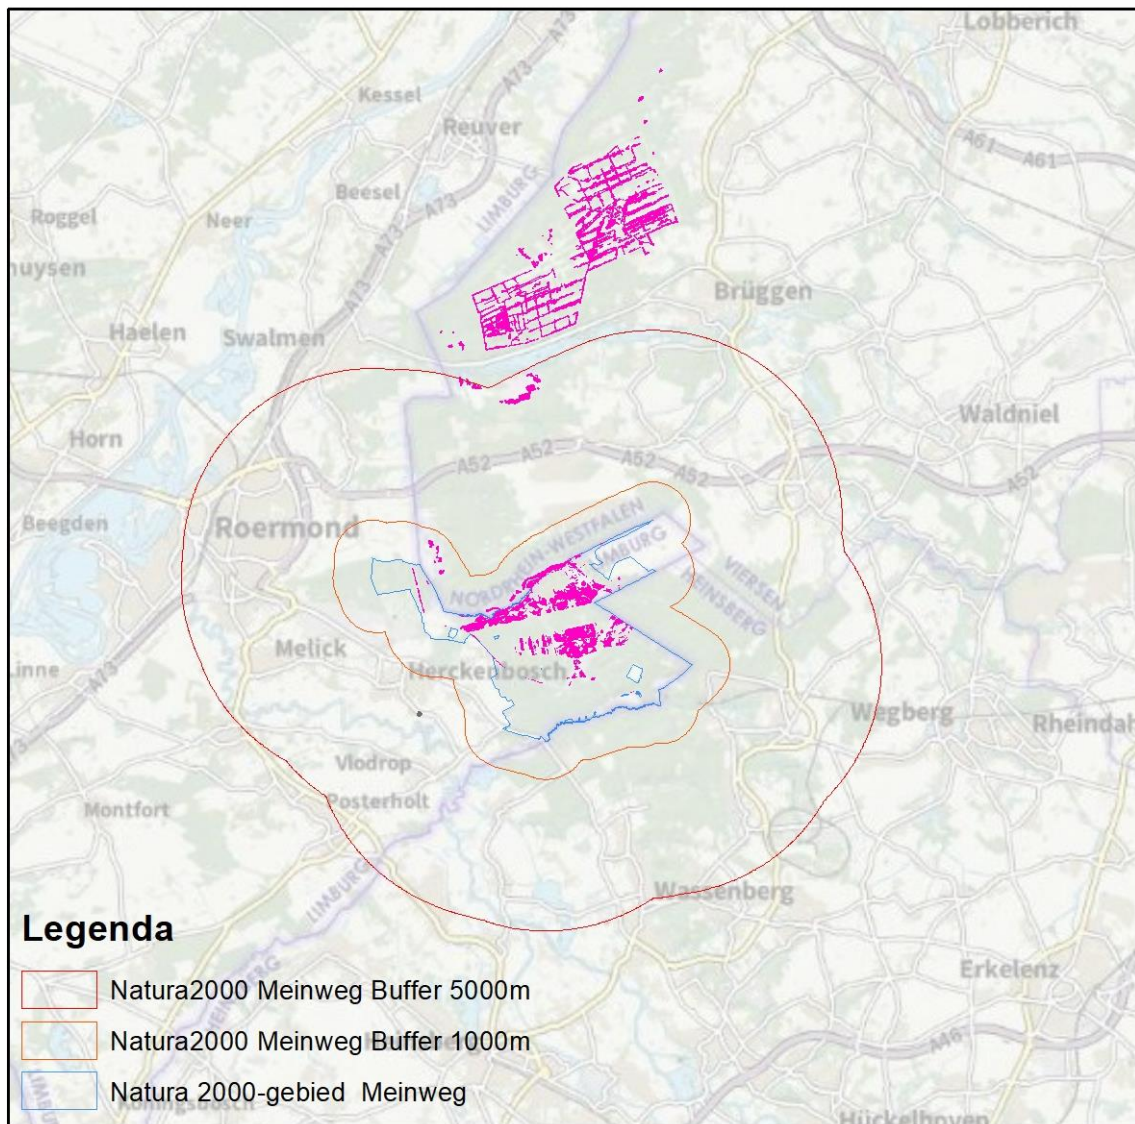 Lobberich
A73
Kessel
Reuver
A61
A61
Beesel
A73
LIMBURG
Roggel
Neer
A73
huysen
A73
Brüggen
Haelen
Swalmen
Waldniel
Horn
A52
A52
A52
A52
A52
Beegden
Roermond
NORDRHEIN-WESTFALEN
LIMBURG
VIERSEN
HEINSBERG
Melick
Herckenbosch
Linne
A73
Wegberg
Rheindah
Vlodrop
Posterholt
Montfort
LIMBURG
Wassenberg
Legenda
Erkelenz
Natura2000 Meinweg Buffer 5000m
Natura2000 Meinweg Buffer 1000m
A46
Natura 2000-gebied Meinweg
Koningsbosch
Hückelhoven